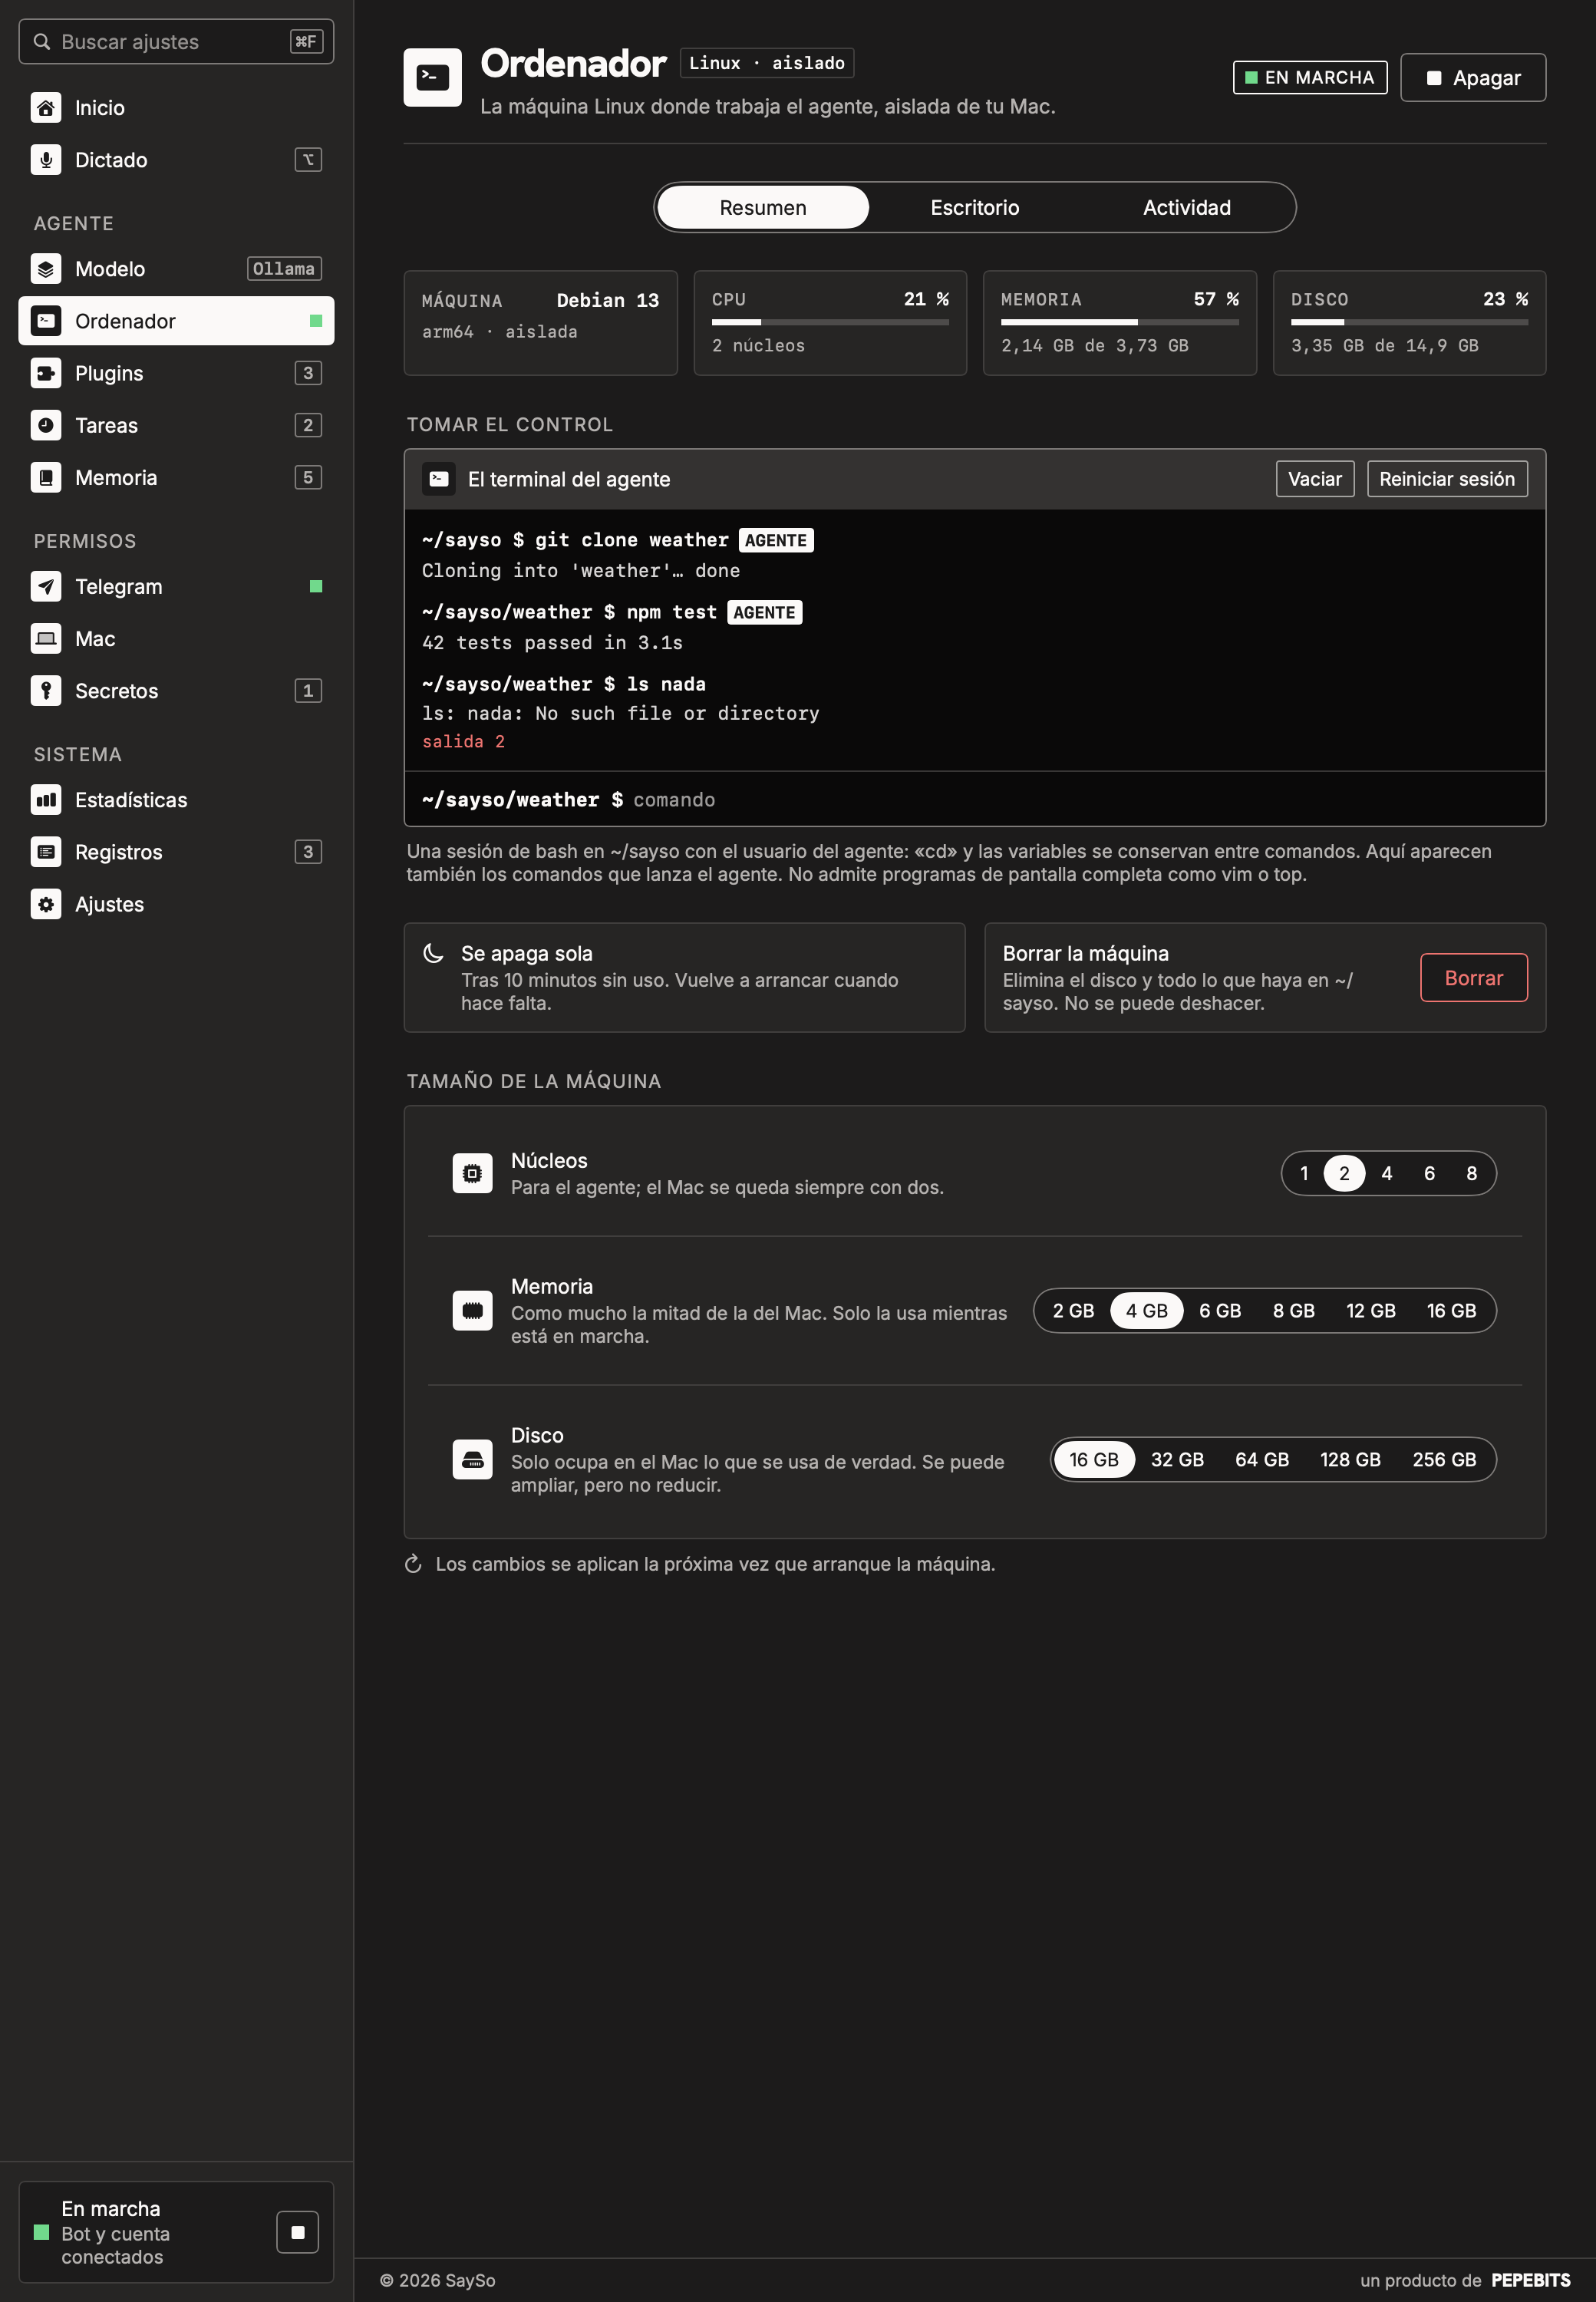 Buscar ajustes ⌘F
Inicio
Dictado ⌥
AGENTE
Modelo Ollama
Ordenador
Plugins 3
Tareas 2
Memoria 5
PERMISOS
Telegram
Mac
Secretos 1
SISTEMA
Estadísticas
Registros 3
Ajustes
En marcha
Bot y cuenta
conectados
Ordenador Linux · aislado
La máquina Linux donde trabaja el agente, aislada de tu Mac.
EN MARCHA Apagar
Resumen Escritorio Actividad
MÁQUINA Debian 13
arm64 · aislada
CPU 21 %
2 núcleos
MEMORIA 57 %
2,14 GB de 3,73 GB
DISCO 23 %
3,35 GB de 14,9 GB
TOMAR EL CONTROL
El terminal del agente Vaciar Reiniciar sesión
~/sayso $ git clone weather AGENTE
Cloning into 'weather'… done
~/sayso/weather $ npm test AGENTE
42 tests passed in 3.1s
~/sayso/weather $ ls nada
ls: nada: No such file or directory
salida 2
~/sayso/weather $ comando
Una sesión de bash en ~/sayso con el usuario del agente: «cd» y las variables se conservan entre comandos. Aquí aparecen
también los comandos que lanza el agente. No admite programas de pantalla completa como vim o top.
Se apaga sola
Tras 10 minutos sin uso. Vuelve a arrancar cuando
hace falta.
Borrar la máquina
Elimina el disco y todo lo que haya en ~/
sayso. No se puede deshacer.
Borrar
TAMAÑO DE LA MÁQUINA
Núcleos
Para el agente; el Mac se queda siempre con dos.
1 2 4 6 8
Memoria
Como mucho la mitad de la del Mac. Solo la usa mientras
está en marcha.
2 GB 4 GB 6 GB 8 GB 12 GB 16 GB
Disco
Solo ocupa en el Mac lo que se usa de verdad. Se puede
ampliar, pero no reducir.
16 GB 32 GB 64 GB 128 GB 256 GB
Los cambios se aplican la próxima vez que arranque la máquina.
© 2026 SaySo
un producto de PEPEBITS